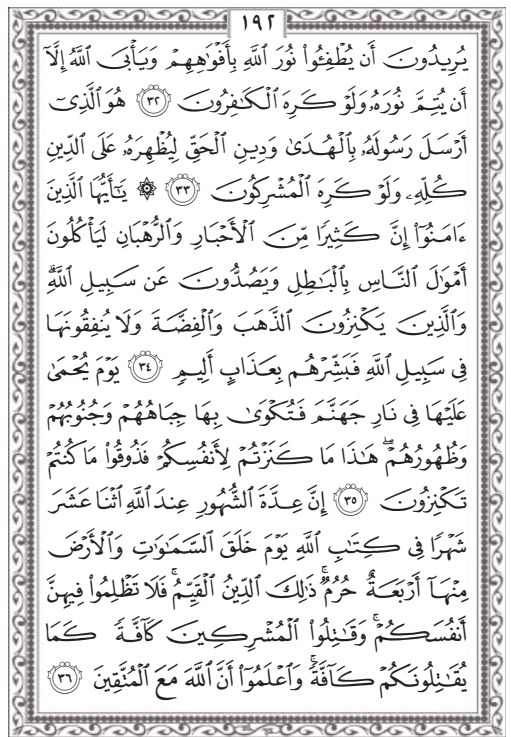 ١٩٢
يُرِيدُونَ أَن يُطْفِـُٔوا۟ نُورَ ٱللَّهِ بِأَفْوَٰهِهِمْ وَيَأْبَى ٱللَّهُ إِلَّآ
أَن يُتِمَّ نُورَهُۥ وَلَوْ كَرِهَ ٱلْكَـٰفِرُونَ ٣٢ هُوَ ٱلَّذِىٓ
أَرْسَلَ رَسُولَهُۥ بِٱلْهُدَىٰ وَدِينِ ٱلْحَقِّ لِيُظْهِرَهُۥ عَلَى ٱلدِّينِ
كُلِّهِۦ وَلَوْ كَرِهَ ٱلْمُشْرِكُونَ ٣٣ ۞ يَـٰٓأَيُّهَا ٱلَّذِينَ
ءَامَنُوٓا۟ إِنَّ كَثِيرًا مِّنَ ٱلْأَحْبَارِ وَٱلرُّهْبَانِ لَيَأْكُلُونَ
أَمْوَٰلَ ٱلنَّاسِ بِٱلْبَـٰطِلِ وَيَصُدُّونَ عَن سَبِيلِ ٱللَّهِ ۗ
وَٱلَّذِينَ يَكْنِزُونَ ٱلذَّهَبَ وَٱلْفِضَّةَ وَلَا يُنفِقُونَهَا
فِى سَبِيلِ ٱللَّهِ فَبَشِّرْهُم بِعَذَابٍ أَلِيمٍ ٣٤ يَوْمَ يُحْمَىٰ
عَلَيْهَا فِى نَارِ جَهَنَّمَ فَتُكْوَىٰ بِهَا جِبَاهُهُمْ وَجُنُوبُهُمْ
وَظُهُورُهُمْ ۖ هَـٰذَا مَا كَنَزْتُمْ لِأَنفُسِكُمْ فَذُوقُوا۟ مَا كُنتُمْ
تَكْنِزُونَ ٣٥ إِنَّ عِدَّةَ ٱلشُّهُورِ عِندَ ٱللَّهِ ٱثْنَا عَشَرَ
شَهْرًا فِى كِتَـٰبِ ٱللَّهِ يَوْمَ خَلَقَ ٱلسَّمَـٰوَٰتِ وَٱلْأَرْضَ
مِنْهَآ أَرْبَعَةٌ حُرُمٌ ۚ ذَٰلِكَ ٱلدِّينُ ٱلْقَيِّمُ ۚ فَلَا تَظْلِمُوا۟ فِيهِنَّ
أَنفُسَكُمْ ۚ وَقَـٰتِلُوا۟ ٱلْمُشْرِكِينَ كَآفَّةً كَمَا
يُقَـٰتِلُونَكُمْ كَآفَّةً ۚ وَٱعْلَمُوٓا۟ أَنَّ ٱللَّهَ مَعَ ٱلْمُتَّقِينَ ٣٦